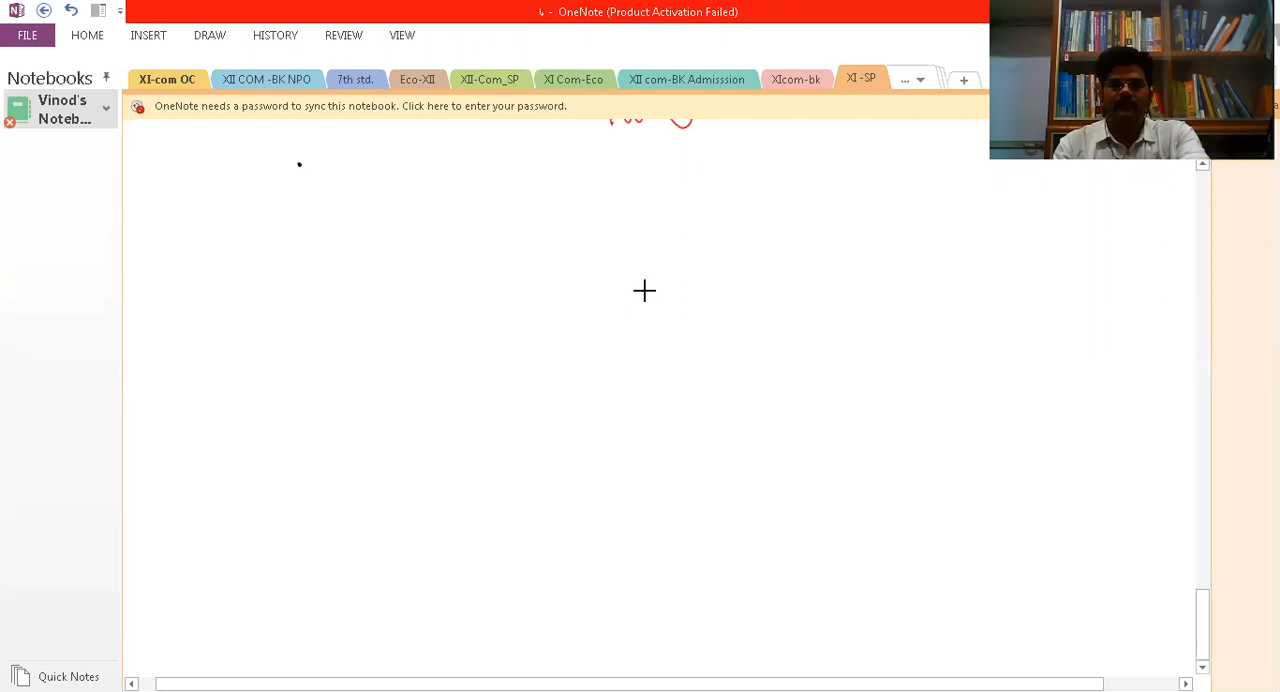 ↳ - OneNote (Product Activation Failed)
FILE HOME INSERT DRAW HISTORY REVIEW VIEW
Notebooks
XI-com OC XII COM -BK NPO 7th std. Eco-XII XII-Com_SP XI Com-Eco XII com-BK Admisssion XIcom-bk XI -SP ... +
Vinod's
Noteb...
OneNote needs a password to sync this notebook. Click here to enter your password.
Quick Notes